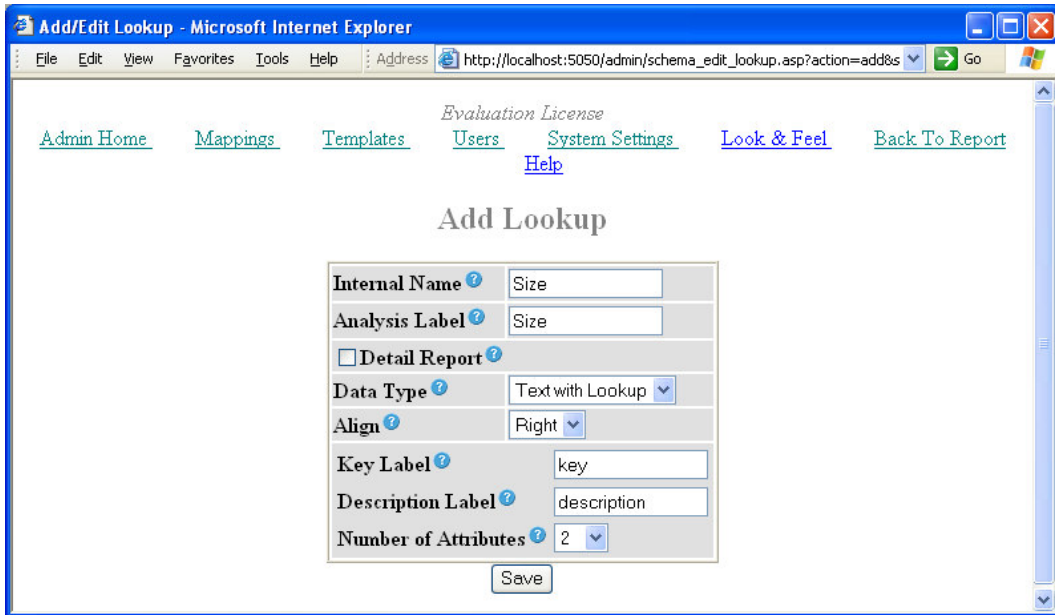 Add/Edit Lookup - Microsoft Internet Explorer
File Edit View Favorites Tools Help Address http://localhost:5050/admin/schema_edit_lookup.asp?action=add&s Go
Evaluation License
Admin Home Mappings Templates Users System Settings Look & Feel Back To Report
Help
Add Lookup
Internal Name ? Size
Analysis Label ? Size
Detail Report ?
Data Type ? Text with Lookup
Align ? Right
Key Label ? key
Description Label ? description
Number of Attributes ? 2
Save